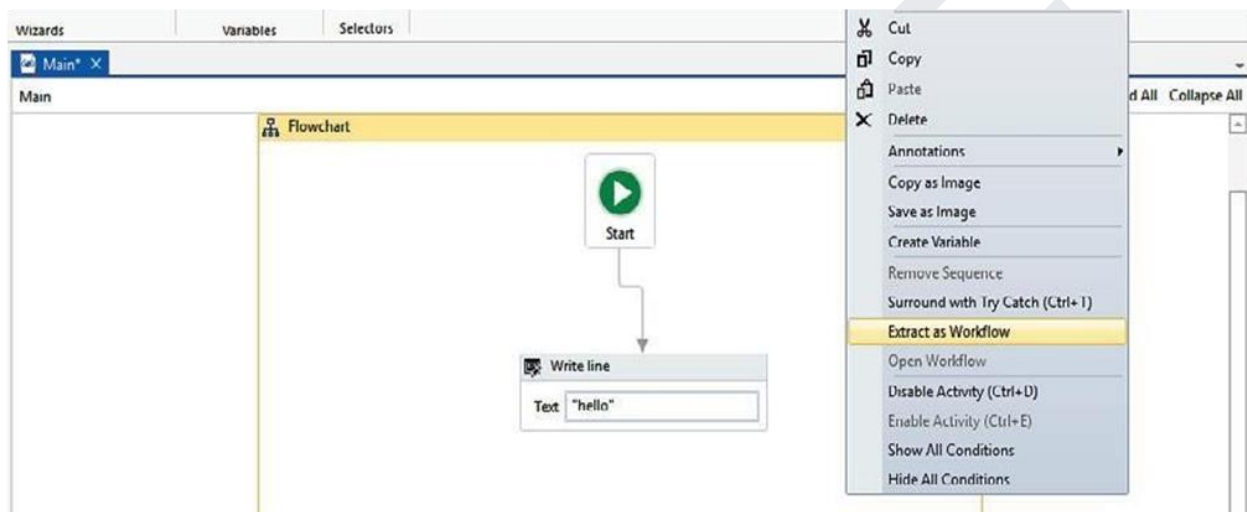 Wizards
Variables
Selectors
Main* X
Main
d All Collapse All
Flowchart
Start
Write line
Text "hello"
Cut
Copy
Paste
Delete
Annotations
Copy as Image
Save as Image
Create Variable
Remove Sequence
Surround with Try Catch (Ctrl+T)
Extract as Workflow
Open Workflow
Disable Activity (Ctrl+D)
Enable Activity (Ctrl+E)
Show All Conditions
Hide All Conditions